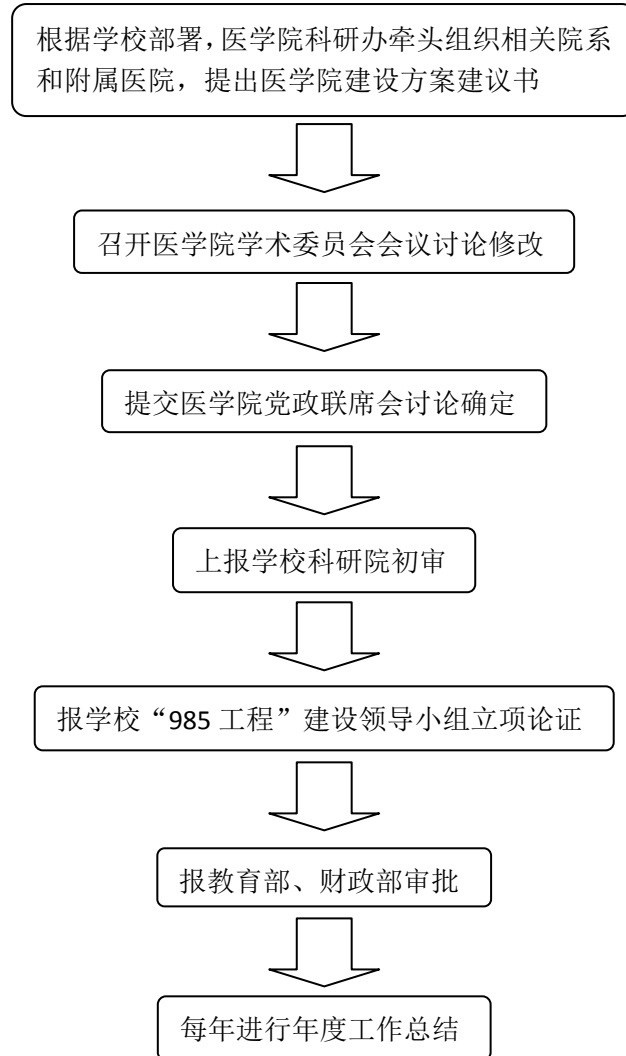 根据学校部署，医学院科研办牵头组织相关院系
和附属医院，提出医学院建设方案建议书
召开医学院学术委员会会议讨论修改
提交医学院党政联席会讨论确定
上报学校科研院初审
报学校“985 工程”建设领导小组立项论证
报教育部、财政部审批
每年进行年度工作总结